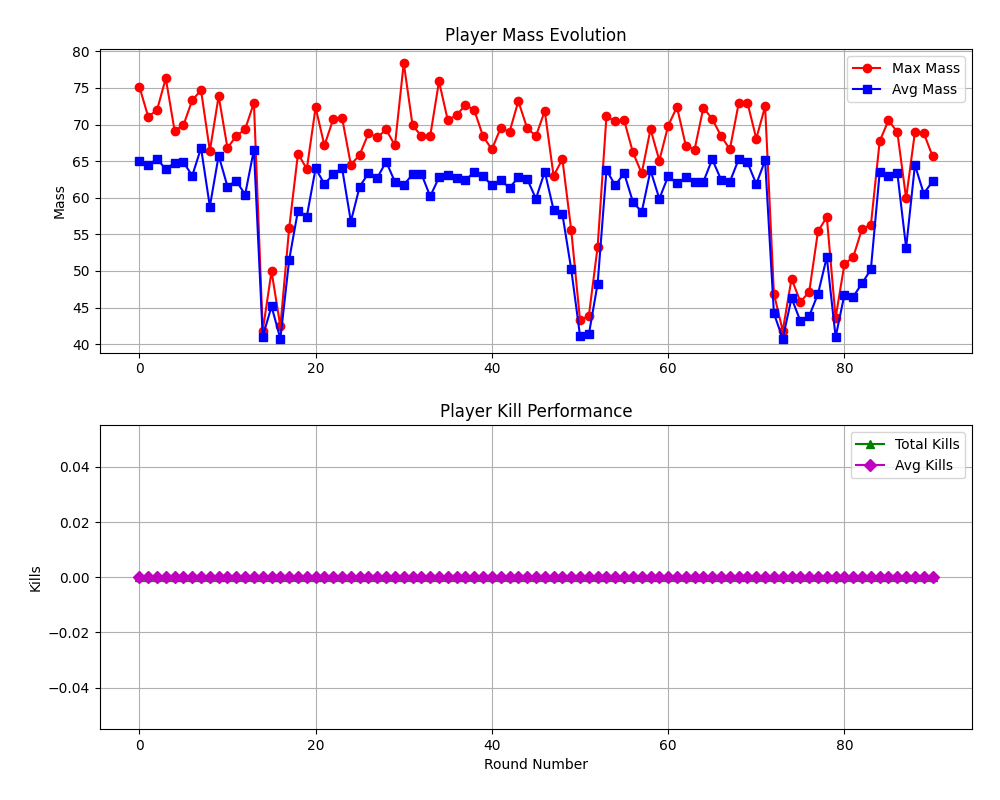 Player Mass Evolution
Mass
80
75
70
65
60
55
50
45
40
Max Mass
Avg Mass
0 20 40 60 80
Player Kill Performance
Kills
0.04
0.02
0.00
−0.02
−0.04
Total Kills
Avg Kills
0 20 40 60 80
Round Number